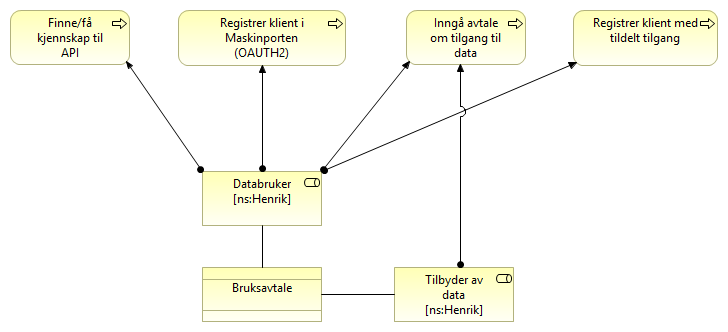 Finne/få
kjennskap til
API
Registrer klient i
Maskinporten
(OAUTH2)
Inngå avtale
om tilgang til
data
Registrer klient med
tildelt tilgang
Databruker
[ns:Henrik]
Bruksavtale
Tilbyder av
data
[ns:Henrik]